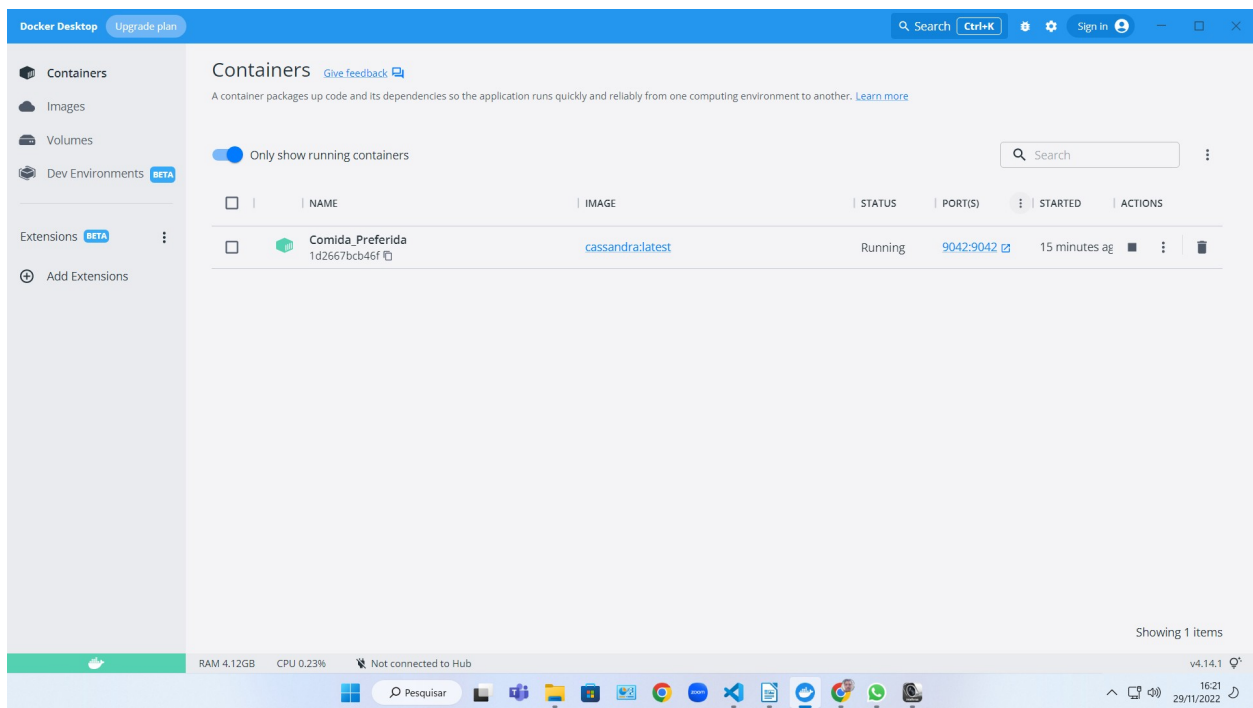 Docker Desktop Upgrade plan Search Ctrl+K Sign in
Containers
Images
Volumes
Dev Environments BETA
Extensions BETA
Add Extensions
Containers Give feedback
A container packages up code and its dependencies so the application runs quickly and reliably from one computing environment to another. Learn more
Only show running containers Search
NAME IMAGE STATUS PORT(S) STARTED ACTIONS
Comida_Preferida cassandra:latest Running 9042:9042 15 minutes ag
1d2667bcb46f
Showing 1 items
RAM 4.12GB CPU 0.23% Not connected to Hub v4.14.1
Pesquisar zoom 16:21
29/11/2022